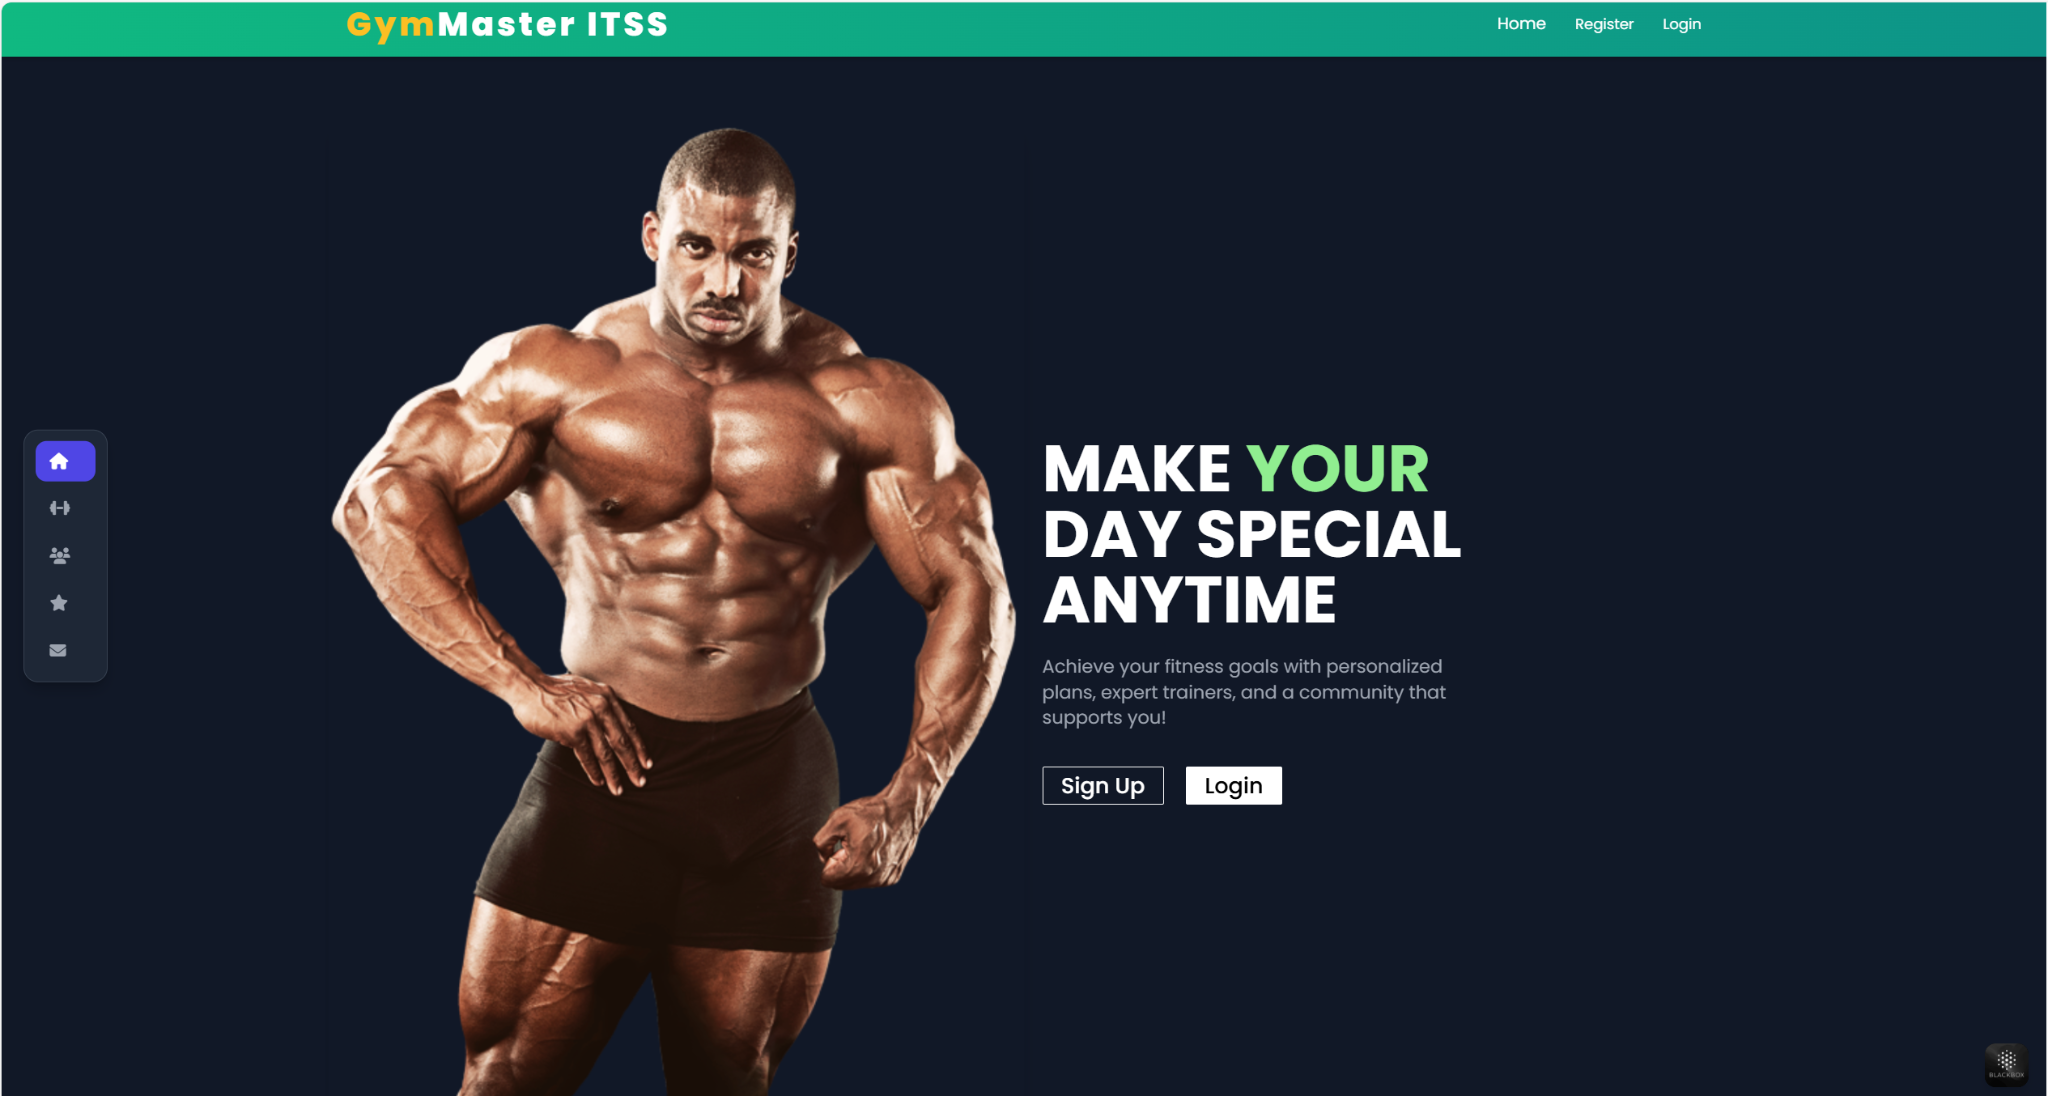 GymMaster ITSS
Home
Register
Login
MAKE YOUR
DAY SPECIAL
ANYTIME
Achieve your fitness goals with personalized
plans, expert trainers, and a community that
supports you!
Sign Up
Login
BLACKBOX